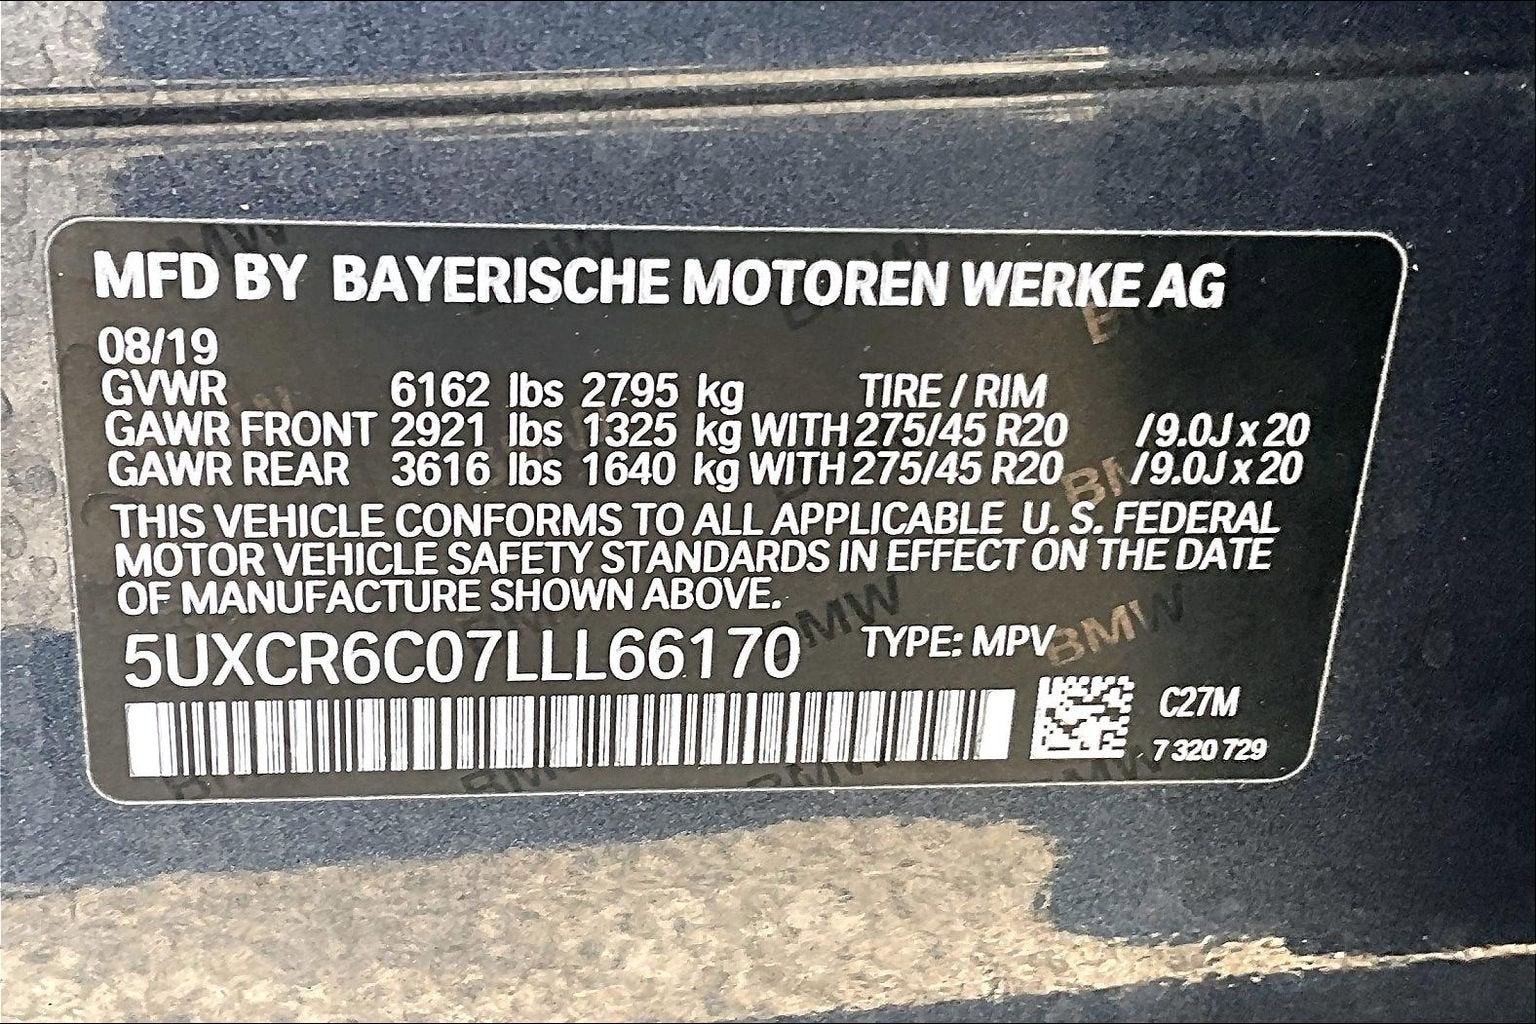 MFD BY BAYERISCHE MOTOREN WERKE AG
08/19
GVWR 6162 lbs 2795 kg TIRE / RIM
GAWR FRONT 2921 lbs 1325 kg WITH 275/45 R20 /9.0J x 20
GAWR REAR 3616 lbs 1640 kg WITH 275/45 R20 /9.0J x 20
THIS VEHICLE CONFORMS TO ALL APPLICABLE U. S. FEDERAL
MOTOR VEHICLE SAFETY STANDARDS IN EFFECT ON THE DATE
OF MANUFACTURE SHOWN ABOVE.
5UXCR6C07LLL66170 TYPE: MPV
C27M
7 320 729